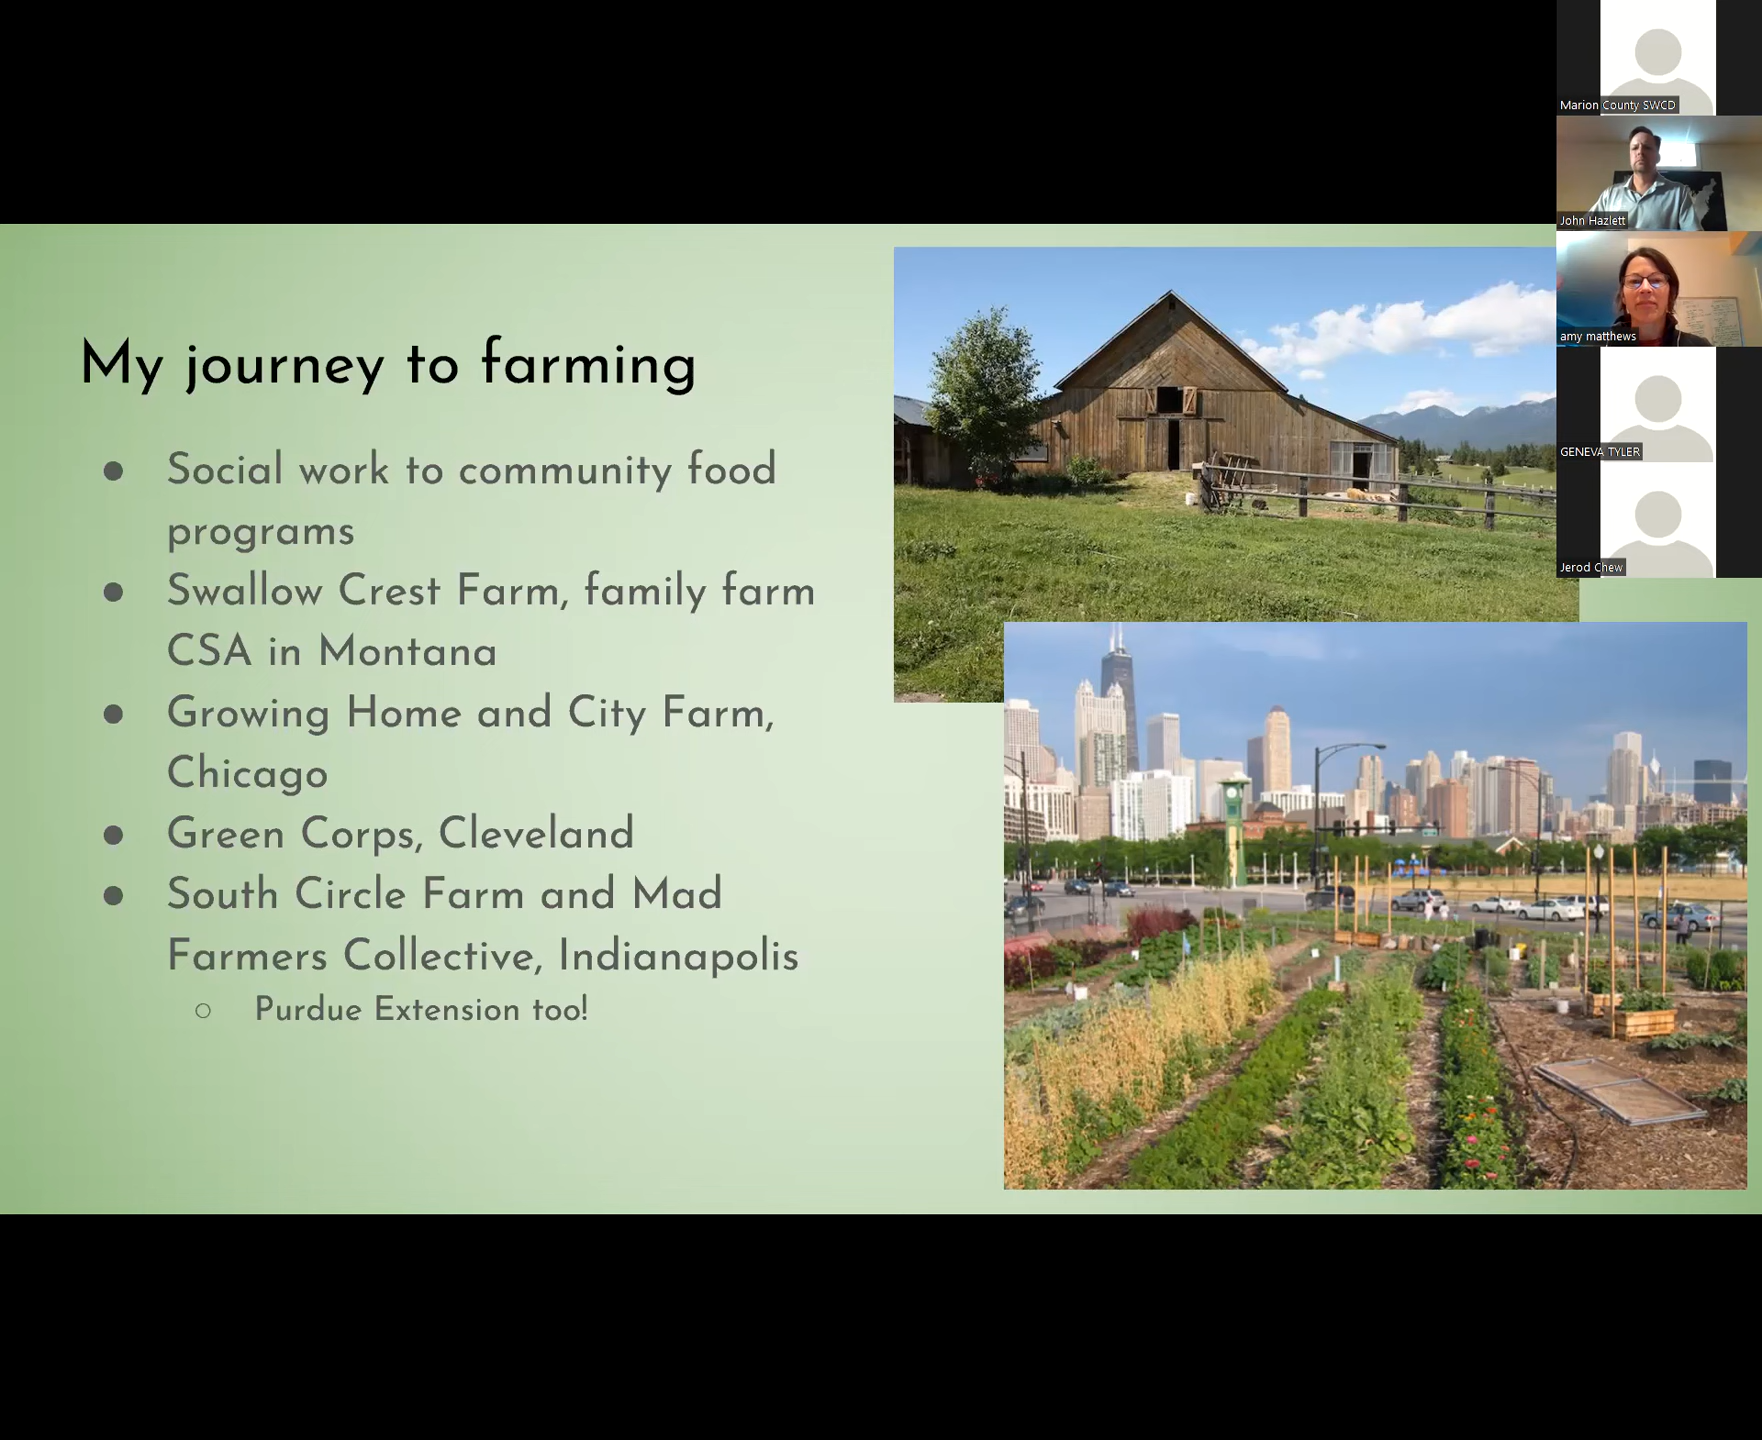 Marion County SWCD
John Hazlett
amy matthews
GENEVA TYLER
Jerod Chew
My journey to farming
● Social work to community food
programs
● Swallow Crest Farm, family farm
CSA in Montana
● Growing Home and City Farm,
Chicago
● Green Corps, Cleveland
● South Circle Farm and Mad
Farmers Collective, Indianapolis
○ Purdue Extension too!